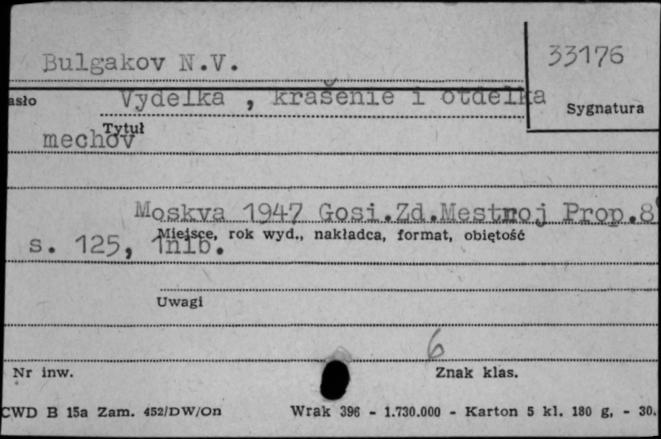 Bulgakov N.V.
33176
asło
Vydelka , krašenie i otdelka
Sygnatura
Tytuł
mechov
Moskva 1947 Gosi.Zd.Mestnoj Prop.8
Miejsce, rok wyd., nakładca, format, objętość
s. 125, 1nlb.
Uwagi
6
Nr inw.
Znak klas.
CWD B 15a Zam. 452/DW/On
Wrak 396 - 1.730.000 - Karton 5 kl. 180 g. - 30.